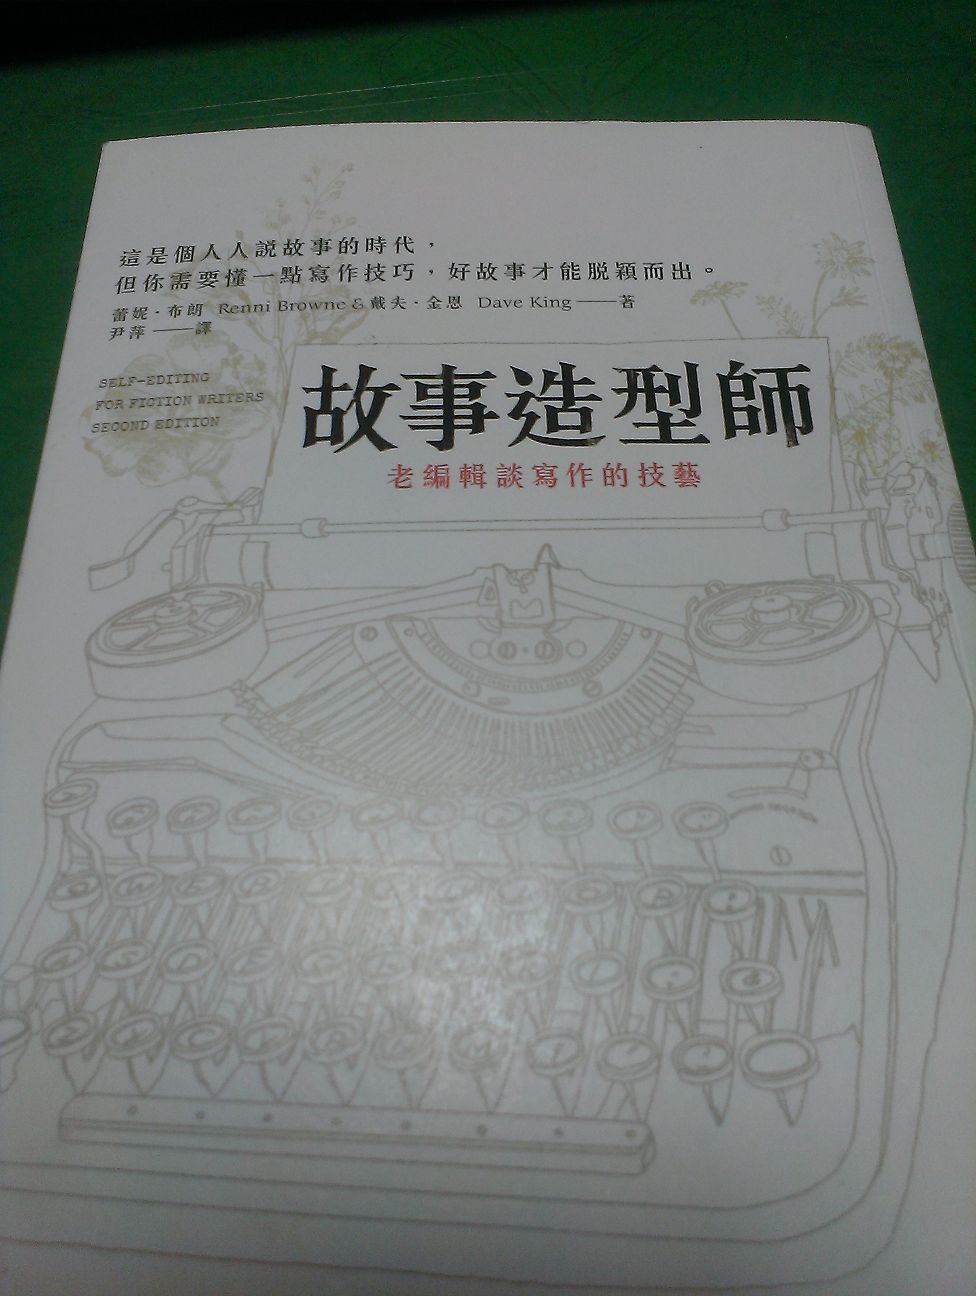 這是個人人說故事的時代，
但你需要懂一點寫作技巧，好故事才能脫穎而出。
蕾妮·布朗 Renni Browne & 戴夫·金恩 Dave King——著
尹萍——譯
SELF-EDITING
FOR FICTION WRITERS
SECOND EDITION
故事造型師
老編輯談寫作的技藝